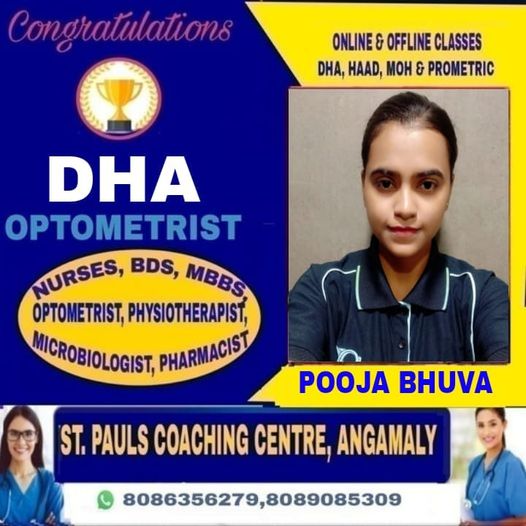 Congratulations
ONLINE & OFFLINE CLASSES
DHA, HAAD, MOH & PROMETRIC
DHA
OPTOMETRIST
NURSES, BDS, MBBS,
OPTOMETRIST, PHYSIOTHERAPIST,
MICROBIOLOGIST, PHARMACIST
POOJA BHUVA
ST. PAULS COACHING CENTRE, ANGAMALY
8086356279,8089085309